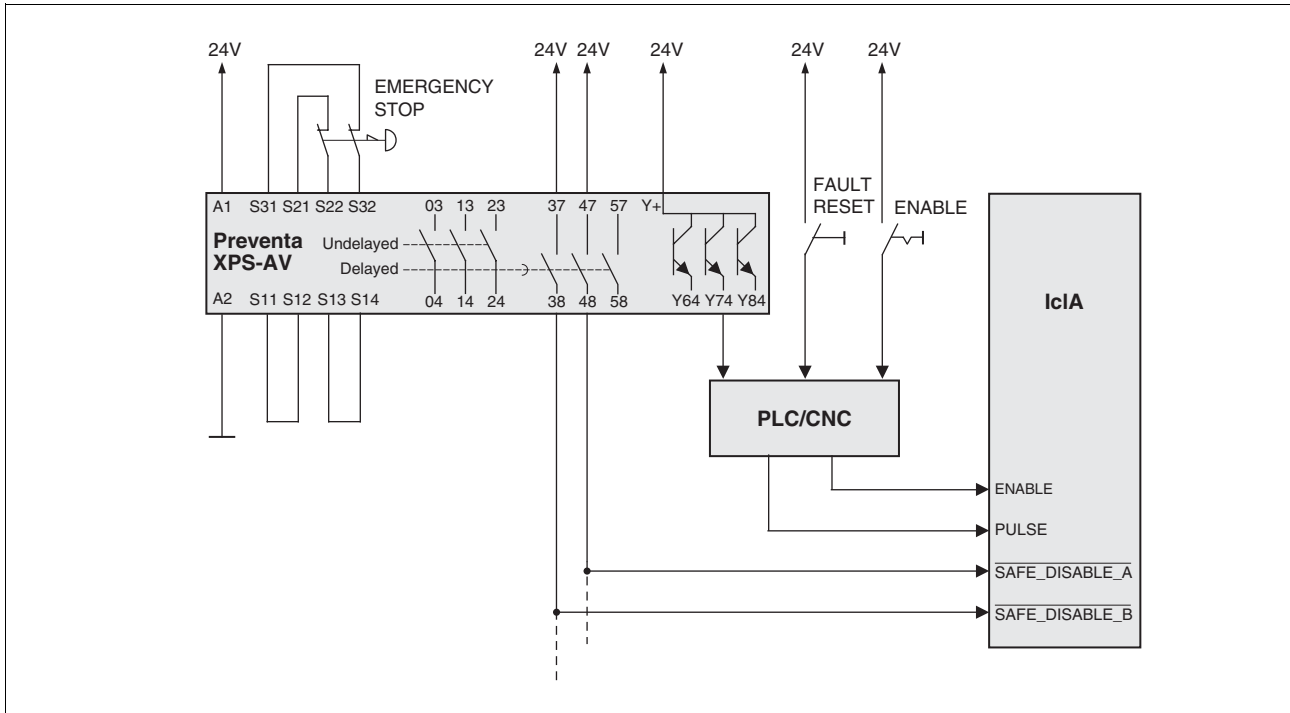 24V
24V 24V 24V
24V
24V
EMERGENCY
STOP
FAULT
RESET
ENABLE
A1 S31 S21 S22 S32 03 13 23 37 47 57 Y+
Preventa
XPS-AV
Undelayed
Delayed
A2 S11 S12 S13 S14 04 14 24 38 48 58 Y64 Y74 Y84
IclA
PLC/CNC
ENABLE
PULSE
SAFE_DISABLE_A
SAFE_DISABLE_B